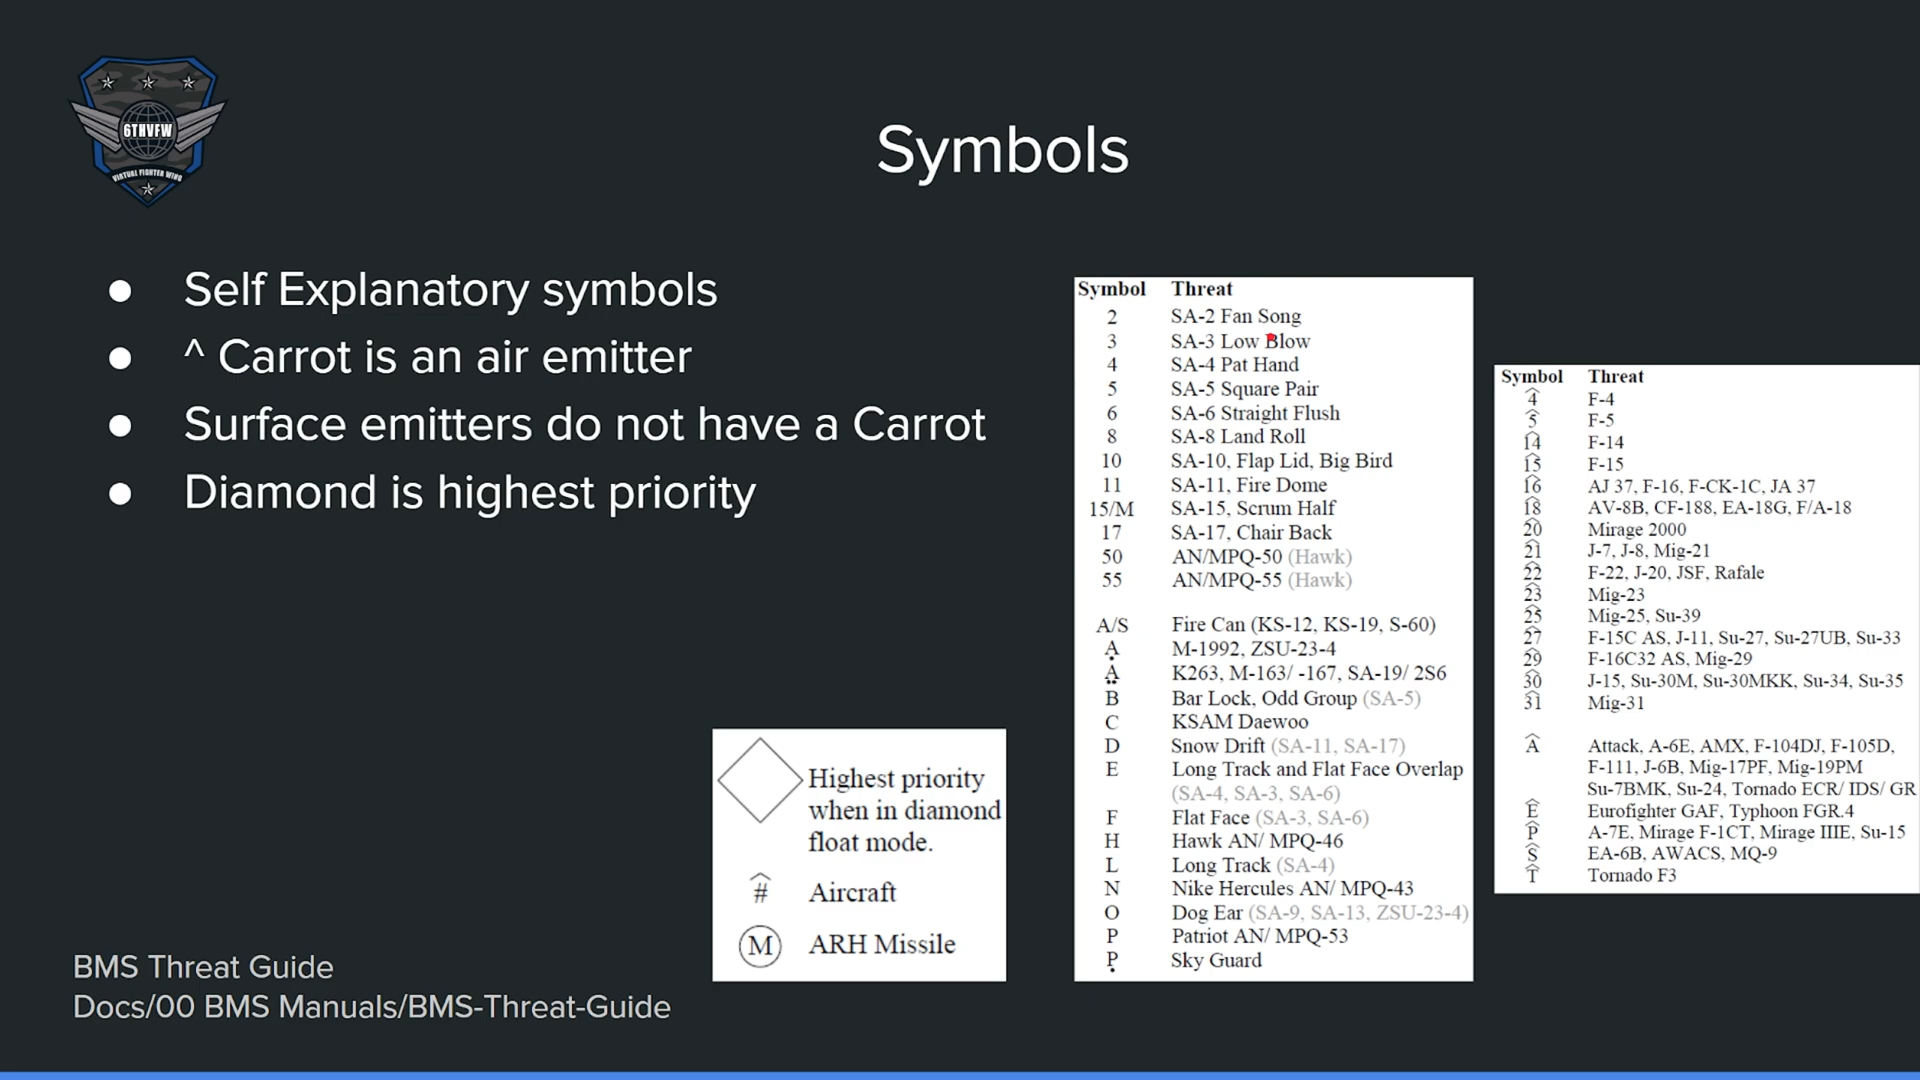 6THVFW
VIRTUAL FIGHTER WING
Symbols
● Self Explanatory symbols
● ^ Carrot is an air emitter
● Surface emitters do not have a Carrot
● Diamond is highest priority
Highest priority
when in diamond
float mode.
^# Aircraft
M ARH Missile
Symbol Threat
2 SA-2 Fan Song
3 SA-3 Low Blow
4 SA-4 Pat Hand
5 SA-5 Square Pair
6 SA-6 Straight Flush
8 SA-8 Land Roll
10 SA-10, Flap Lid, Big Bird
11 SA-11, Fire Dome
15/M SA-15, Scrum Half
17 SA-17, Chair Back
50 AN/MPQ-50 (Hawk)
55 AN/MPQ-55 (Hawk)
A/S Fire Can (KS-12, KS-19, S-60)
Ạ M-1992, ZSU-23-4
A̤ K263, M-163/ -167, SA-19/ 2S6
B Bar Lock, Odd Group (SA-5)
C KSAM Daewoo
D Snow Drift (SA-11, SA-17)
E Long Track and Flat Face Overlap
(SA-4, SA-3, SA-6)
F Flat Face (SA-3, SA-6)
H Hawk AN/ MPQ-46
L Long Track (SA-4)
N Nike Hercules AN/ MPQ-43
O Dog Ear (SA-9, SA-13, ZSU-23-4)
P Patriot AN/ MPQ-53
P̣ Sky Guard
Symbol Threat
^4 F-4
^5 F-5
^14 F-14
^15 F-15
^16 AJ 37, F-16, F-CK-1C, JA 37
^18 AV-8B, CF-188, EA-18G, F/A-18
^20 Mirage 2000
^21 J-7, J-8, Mig-21
^22 F-22, J-20, JSF, Rafale
^23 Mig-23
^25 Mig-25, Su-39
^27 F-15C AS, J-11, Su-27, Su-27UB, Su-33
^29 F-16C32 AS, Mig-29
^30 J-15, Su-30M, Su-30MKK, Su-34, Su-35
^31 Mig-31
^A Attack, A-6E, AMX, F-104DJ, F-105D,
F-111, J-6B, Mig-17PF, Mig-19PM
Su-7BMK, Su-24, Tornado ECR/ IDS/ GR
^E Eurofighter GAF, Typhoon FGR.4
^P A-7E, Mirage F-1CT, Mirage IIIE, Su-15
^S EA-6B, AWACS, MQ-9
^T Tornado F3
BMS Threat Guide
Docs/00 BMS Manuals/BMS-Threat-Guide